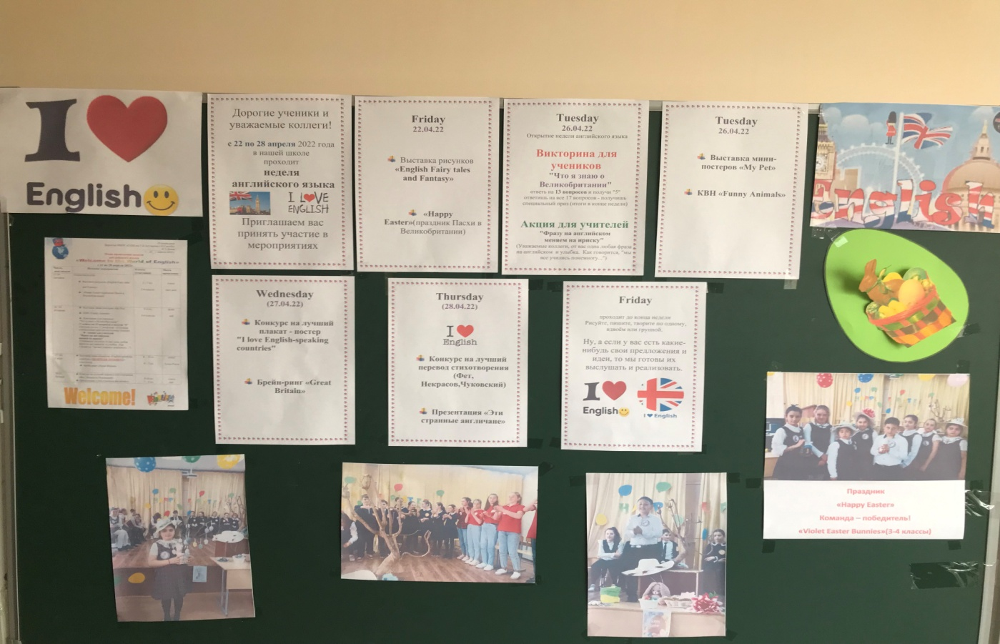 I ❤
English
Дорогие ученики и
уважаемые коллеги!
с 22 по 28 апреля 2022 года
в нашей школе
проходит
неделя
английского языка
I LOVE
ENGLISH
Приглашаем вас
принять участие в
мероприятиях
Friday
22.04.22
Выставка рисунков
«English Fairy tales
and Fantasy»
«Happy
Easter»(праздник Пасхи в
Великобритании)
Tuesday
26.04.22
Открытие недели английского языка
Викторина для
учеников
"Что я знаю о
Великобритании"
ответь на 13 вопросов и получи "5"
ответишь на все 17 вопросов - получишь
специальный приз (итоги в конце недели)
Акция для учителей
"Фразу на английском
меняем на ириску"
(Уважаемые коллеги, от вас одна любая фраза
на английском и улыбка. Как говорится, "мы
все учились понемногу...")
Tuesday
26.04.22
Выставка мини-
постеров «My Pet»
КВН «Funny Animals»
English
«Welcome to the World of English»
Welcome!
Wednesday
(27.04.22)
Конкурс на лучший
плакат - постер
"I love English-speaking
countries"
Брейн-ринг «Great
Britain»
Thursday
(28.04.22)
I ❤
English
Конкурс на лучший
перевод стихотворения
(Фет,
Некрасов,Чуковский)
Презентация «Эти
странные англичане»
Friday
проходит до конца недели
Рисуйте, пишите, творите по одному,
вдвоём или группой.
Ну, а если у вас есть какие-
нибудь свои предложения и
идеи, то мы готовы их
выслушать и реализовать.
I ❤
English
I ❤ English
Праздник
«Happy Easter»
Команда – победитель!
«Violet Easter Bunnies»(3-4 классы)